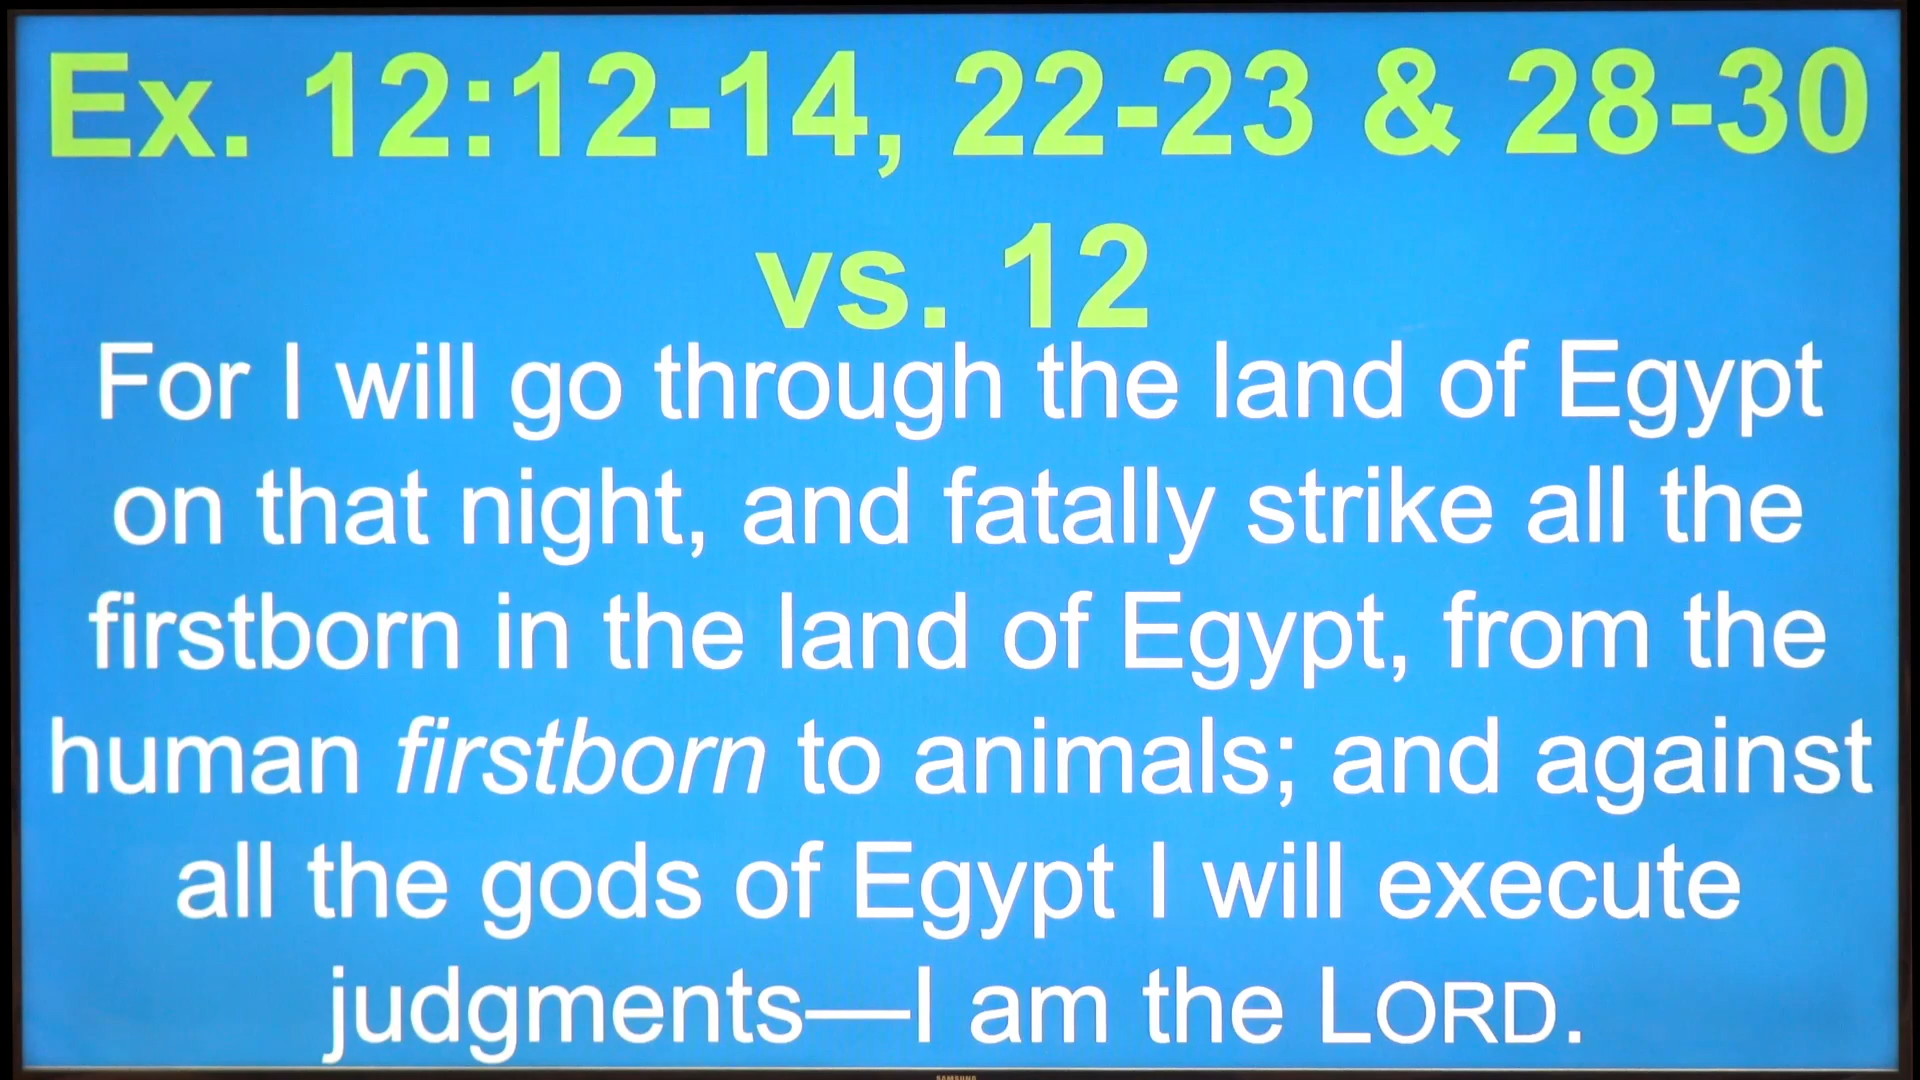 Ex. 12:12-14, 22-23 & 28-30
vs. 12
For I will go through the land of Egypt
on that night, and fatally strike all the
firstborn in the land of Egypt, from the
human firstborn to animals; and against
all the gods of Egypt I will execute
judgments—I am the LORD.
SAMSUNG